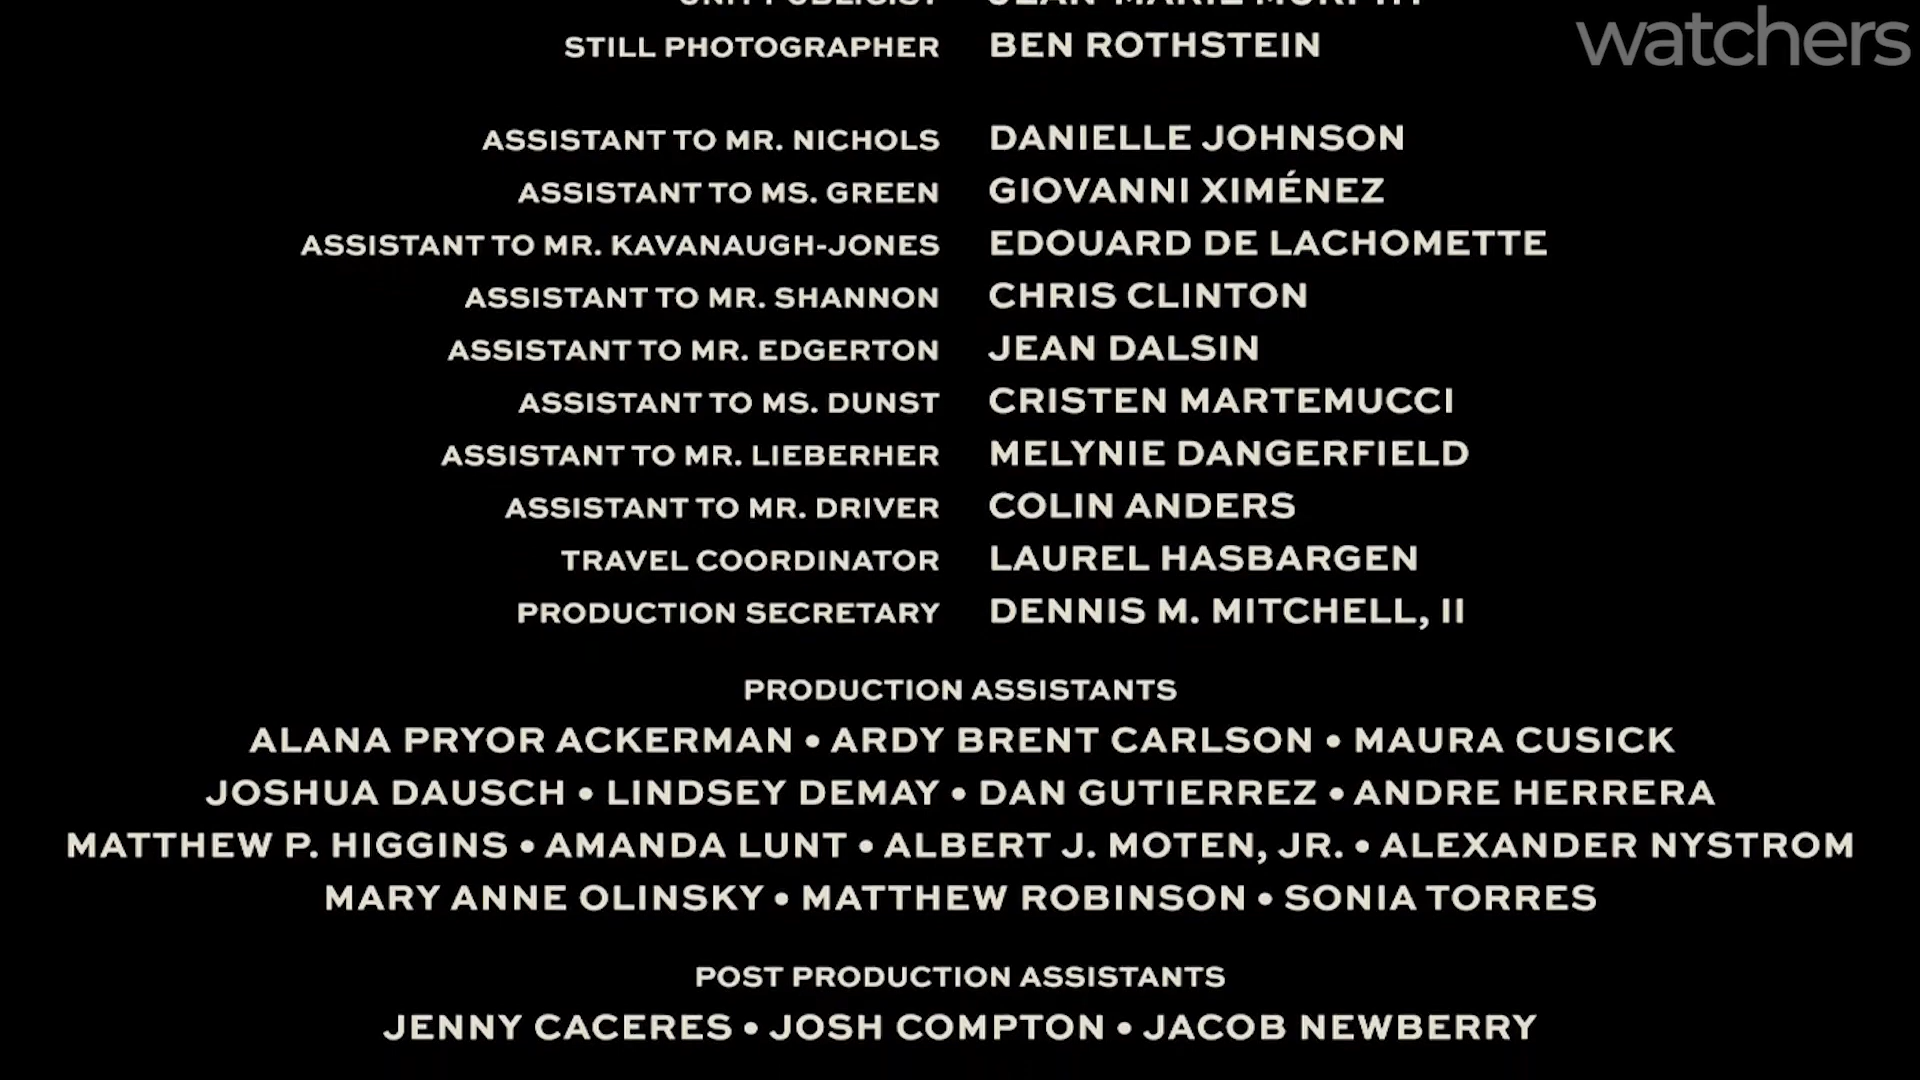 watchers
STILL PHOTOGRAPHER BEN ROTHSTEIN
ASSISTANT TO MR. NICHOLS DANIELLE JOHNSON
ASSISTANT TO MS. GREEN GIOVANNI XIMÉNEZ
ASSISTANT TO MR. KAVANAUGH-JONES EDOUARD DE LACHOMETTE
ASSISTANT TO MR. SHANNON CHRIS CLINTON
ASSISTANT TO MR. EDGERTON JEAN DALSIN
ASSISTANT TO MS. DUNST CRISTEN MARTEMUCCI
ASSISTANT TO MR. LIEBERHER MELYNIE DANGERFIELD
ASSISTANT TO MR. DRIVER COLIN ANDERS
TRAVEL COORDINATOR LAUREL HASBARGEN
PRODUCTION SECRETARY DENNIS M. MITCHELL, II
PRODUCTION ASSISTANTS
ALANA PRYOR ACKERMAN • ARDY BRENT CARLSON • MAURA CUSICK
JOSHUA DAUSCH • LINDSEY DEMAY • DAN GUTIERREZ • ANDRE HERRERA
MATTHEW P. HIGGINS • AMANDA LUNT • ALBERT J. MOTEN, JR. • ALEXANDER NYSTROM
MARY ANNE OLINSKY • MATTHEW ROBINSON • SONIA TORRES
POST PRODUCTION ASSISTANTS
JENNY CACERES • JOSH COMPTON • JACOB NEWBERRY